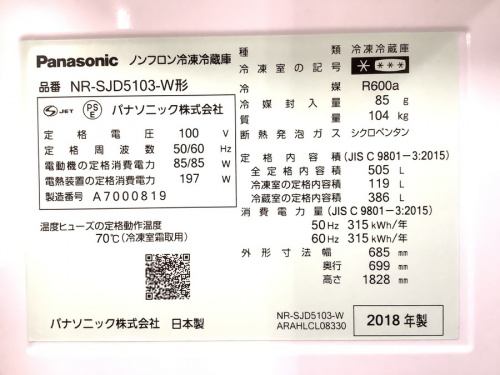 Panasonic ノンフロン冷凍冷蔵庫
品番 NR-SJD5103-W形
JET PSE パナソニック株式会社
定格電圧 100 V
定格周波数 50/60 Hz
電動機の定格消費電力 85/85 W
電熱装置の定格消費電力 197 W
製造番号 A7000819
温度ヒューズの定格動作温度
70℃(冷凍室霜取用)
パナソニック株式会社 日本製
種類 冷凍冷蔵庫
冷凍室の記号
冷媒 R600a
冷媒封入量 85 g
質量 104 kg
断熱発泡ガス シクロペンタン
定格内容積 (JIS C 9801-3:2015)
全定格内容積 505 L
冷凍室の定格内容積 119 L
冷蔵室の定格内容積 386 L
消費電力量 (JIS C 9801-3:2015)
50Hz 315 kWh/年
60Hz 315 kWh/年
外形寸法 幅 685 mm
奥行 699 mm
高さ 1828 mm
NR-SJD5103-W
ARAHLCL08330
2018年製